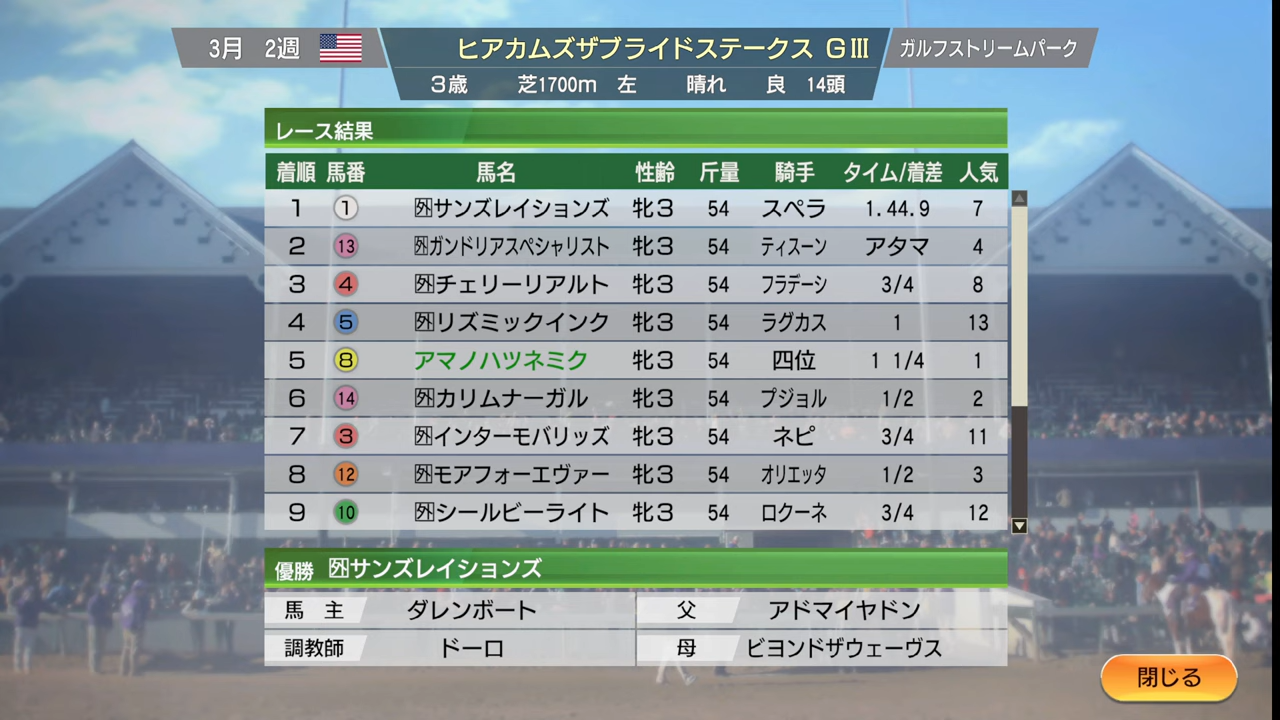 3月 2週 ヒアカムズザブライドステークス GⅢ ガルフストリームパーク
3歳 芝1700m 左 晴れ 良 14頭
レース結果
着順 馬番 馬名 性齢 斤量 騎手 タイム/着差 人気
1 1 外サンズレイションズ 牝3 54 スペラ 1.44.9 7
2 13 外ガンドリアスペシャリスト 牝3 54 ティスーン アタマ 4
3 4 外チェリーリアルト 牝3 54 フラデーシ 3/4 8
4 5 外リズミックインク 牝3 54 ラグカス 1 13
5 8 アマノハツネミク 牝3 54 四位 1 1/4 1
6 14 外カリムナーガル 牝3 54 プジョル 1/2 2
7 3 外インターモバリッズ 牝3 54 ネピ 3/4 11
8 12 外モアフォーエヴァー 牝3 54 オリエッタ 1/2 3
9 10 外シールビーライト 牝3 54 ロクーネ 3/4 12
優勝 外サンズレイションズ
馬主 ダレンボート 父 アドマイヤドン
調教師 ドーロ 母 ビヨンドザウェーヴス
閉じる